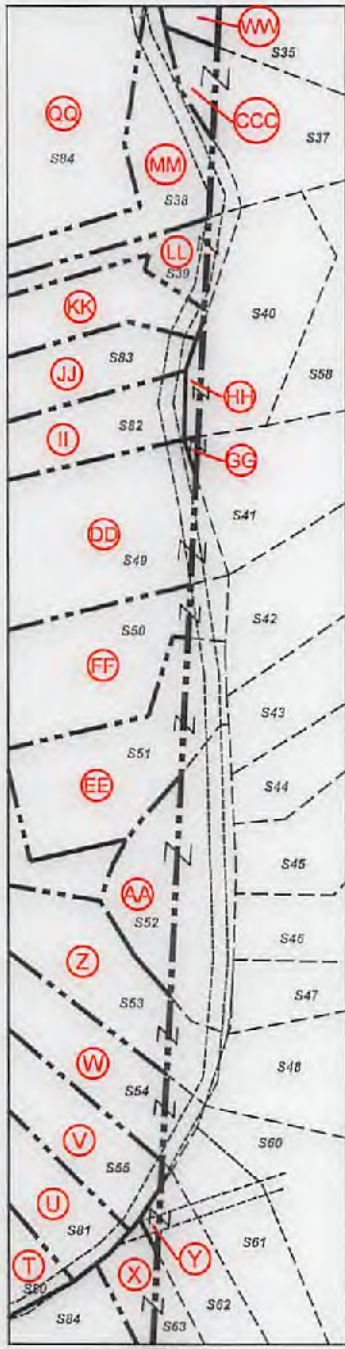 WW
S35
QQ
CCC
S84
S37
MM
S38
LL
S39
KK
S40
S83
JJ
HH
S58
II
S82
GG
S41
DD
S49
S50
S42
FF
S43
S51
EE
S44
S45
AA
S52
S46
Z
S53
S47
W
S54
S48
V
S55
S60
U
S81
Y
S61
T
X
S80
S84
S62
S63